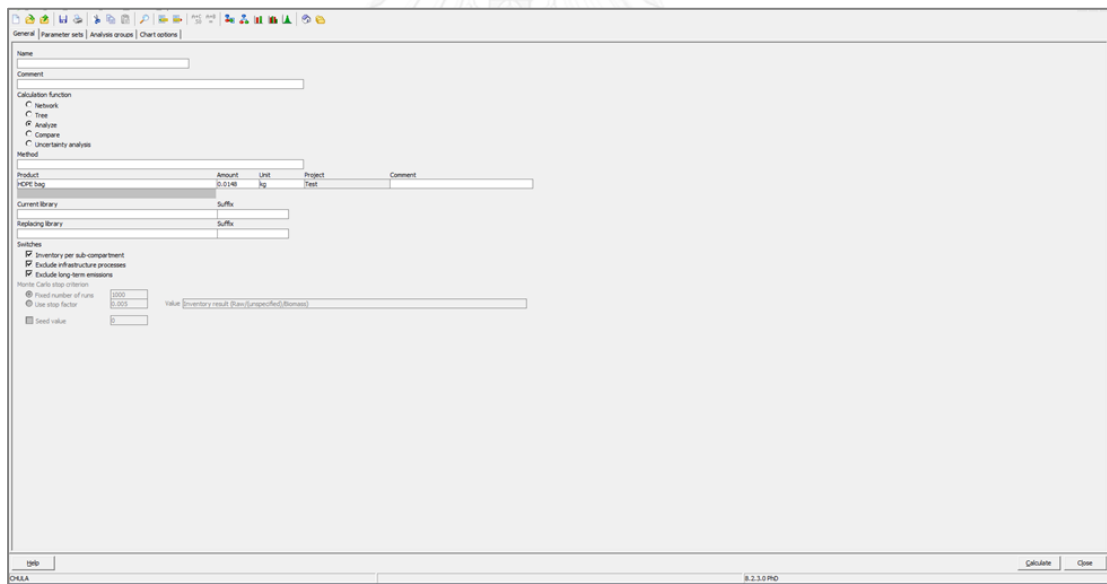 General Parameter sets Analysis groups Chart options
Name
Comment
Calculation function
Network
Tree
Analyze
Compare
Uncertainty analysis
Method
Product Amount Unit Project Comment
HDPE bag 0.0148 kg Test
Current library Suffix
Replacing library Suffix
Switches
Inventory per sub-compartment
Exclude infrastructure processes
Exclude long-term emissions
Monte Carlo stop criterion
Fixed number of runs 1000
Use stop factor 0.005 Value Inventory result (Raw/(unspecified)/Biomass)
Seed value 0
Help Calculate Close
CHULA 8.2.3.0 PhD